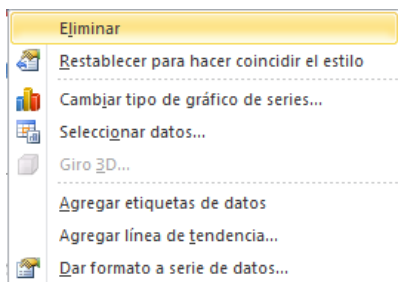 Eliminar
Restablecer para hacer coincidir el estilo
Cambiar tipo de gráfico de series...
Seleccionar datos...
Giro 3D...
Agregar etiquetas de datos
Agregar línea de tendencia...
Dar formato a serie de datos...